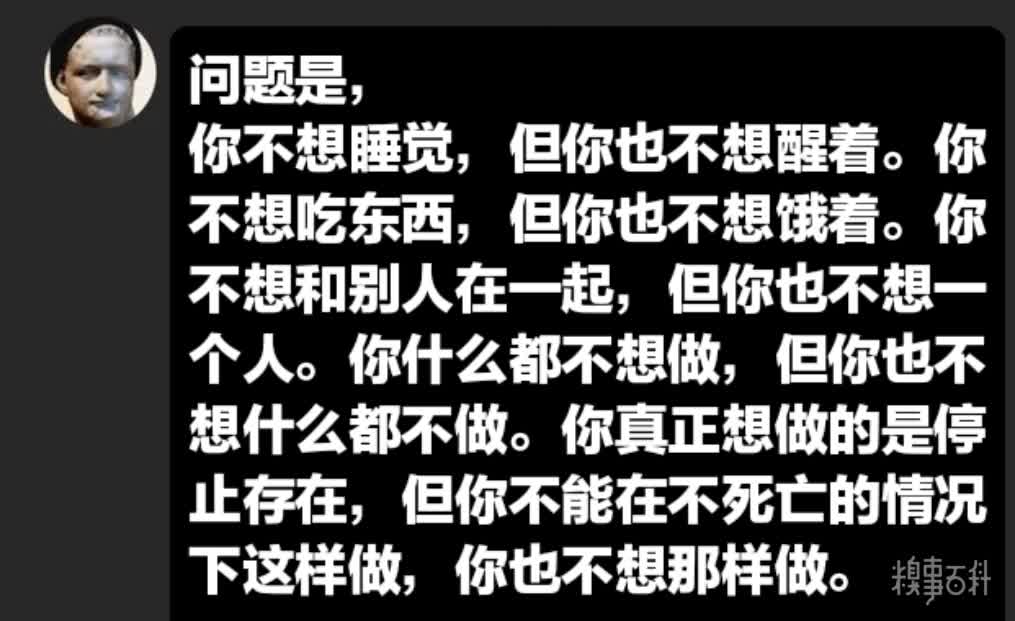 问题是，
你不想睡觉，但你也不想醒着。你
不想吃东西，但你也不想饿着。你
不想和别人在一起，但你也不想一
个人。你什么都不想做，但你也不
想什么都不做。你真正想做的是停
止存在，但你不能在不死亡的情况
下这样做，你也不想那样做。
糗事百科